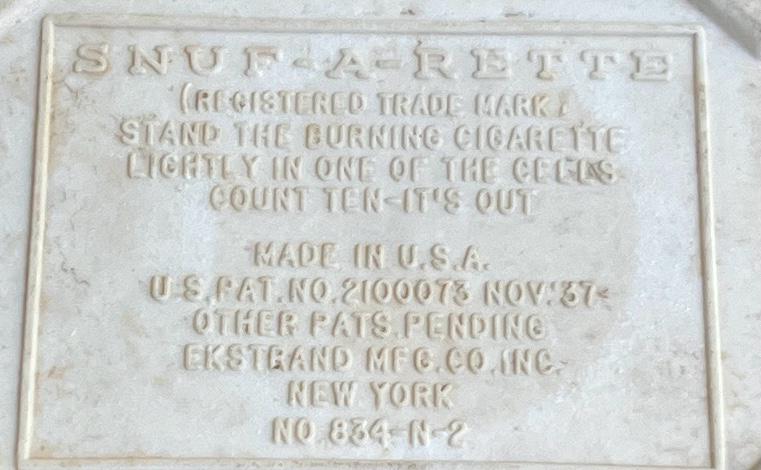 SNUF-A-RETTE
(REGISTERED TRADE MARK)
STAND THE BURNING CIGARETTE
LIGHTLY IN ONE OF THE CELLS
COUNT TEN-IT'S OUT
MADE IN U.S.A.
U.S.PAT.NO.2100073 NOV.'37-
OTHER PATS.PENDING
EKSTRAND MFG.CO.INC.
NEW YORK
NO.834-N-2